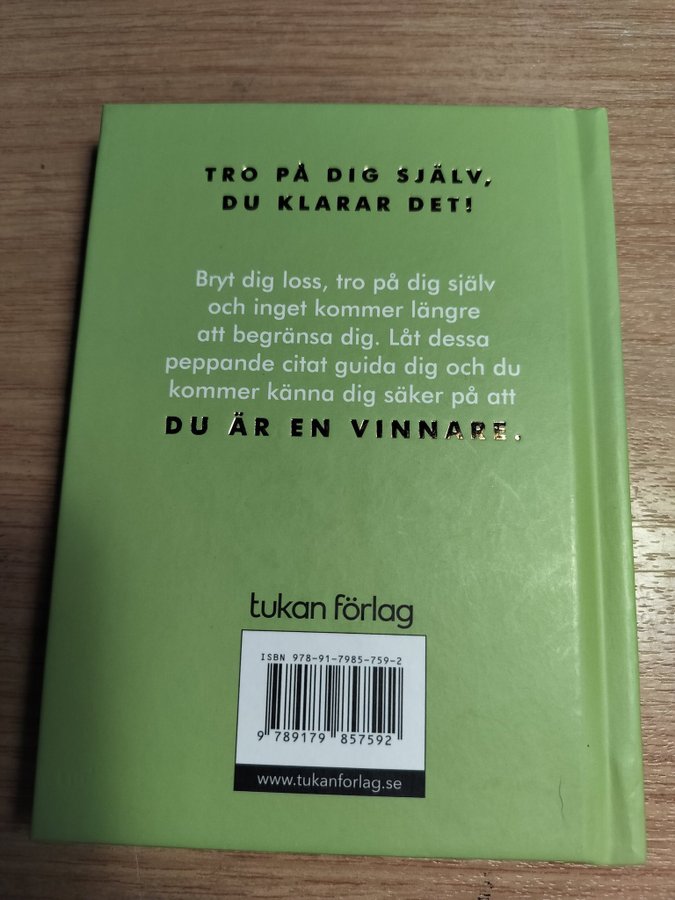 TRO PÅ DIG SJÄLV,
DU KLARAR DET!
Bryt dig loss, tro på dig själv
och inget kommer längre
att begränsa dig. Låt dessa
peppande citat guida dig och du
kommer känna dig säker på att
DU ÄR EN VINNARE.
tukan förlag
ISBN 978-91-7985-759-2
9 789179 857592
www.tukanforlag.se